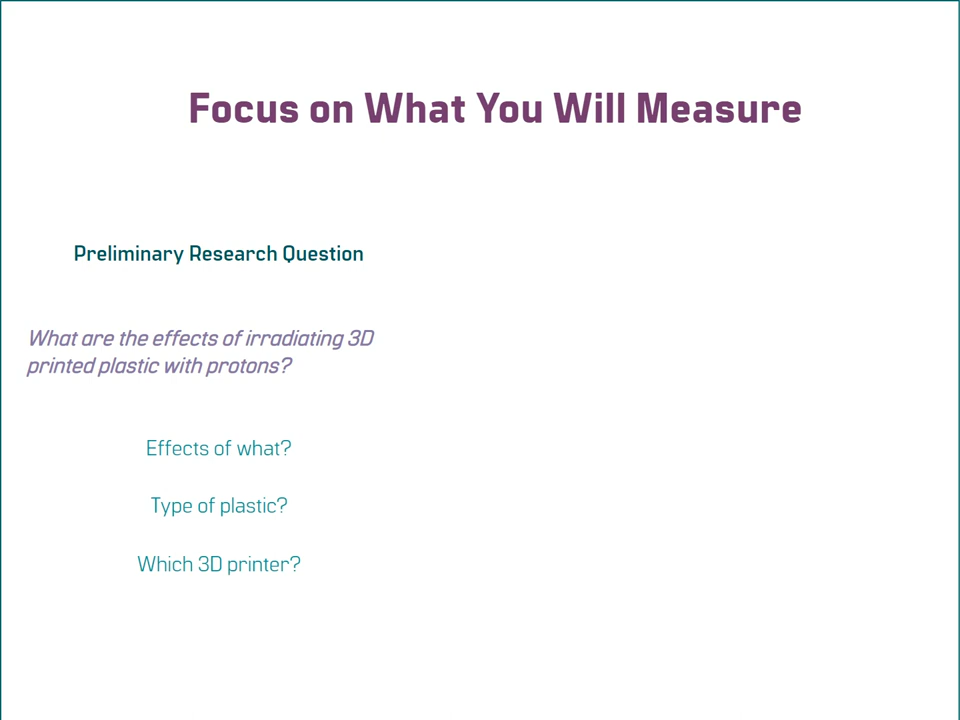 Focus on What You Will Measure
Preliminary Research Question
What are the effects of irradiating 3D
printed plastic with protons?
Effects of what?
Type of plastic?
Which 3D printer?